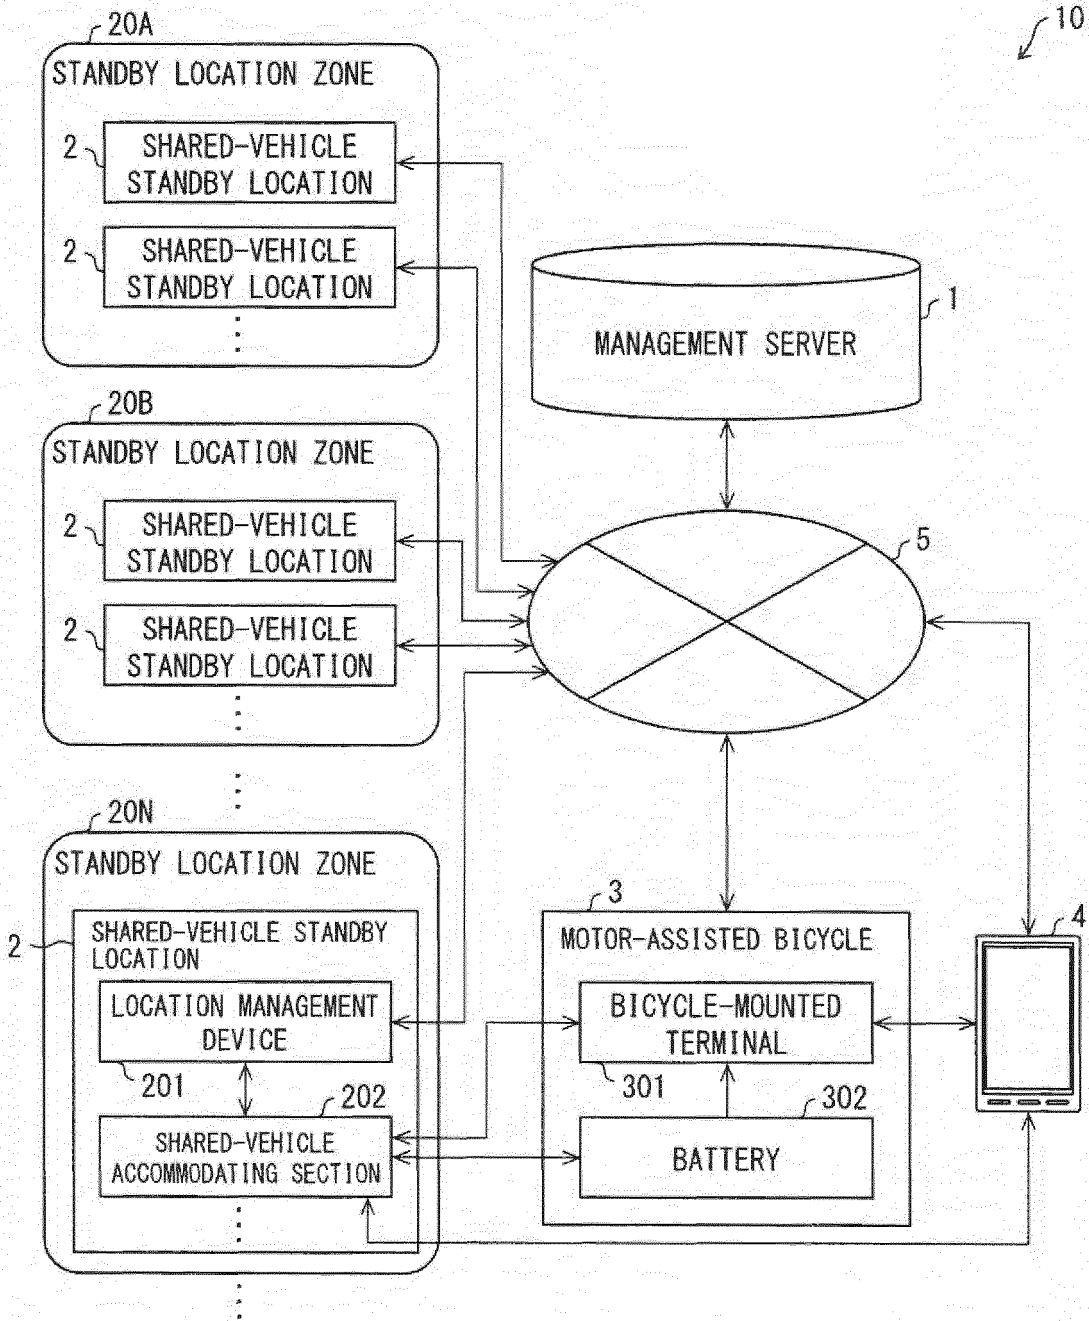 10
20A
STANDBY LOCATION ZONE
2
SHARED-VEHICLE
STANDBY LOCATION
2
SHARED-VEHICLE
STANDBY LOCATION
1
MANAGEMENT SERVER
20B
STANDBY LOCATION ZONE
2
SHARED-VEHICLE
STANDBY LOCATION
2
SHARED-VEHICLE
STANDBY LOCATION
5
20N
STANDBY LOCATION ZONE
2
SHARED-VEHICLE STANDBY
LOCATION
LOCATION MANAGEMENT
DEVICE
201
202
SHARED-VEHICLE
ACCOMMODATING SECTION
3
MOTOR-ASSISTED BICYCLE
BICYCLE-MOUNTED
TERMINAL
301
302
BATTERY
4